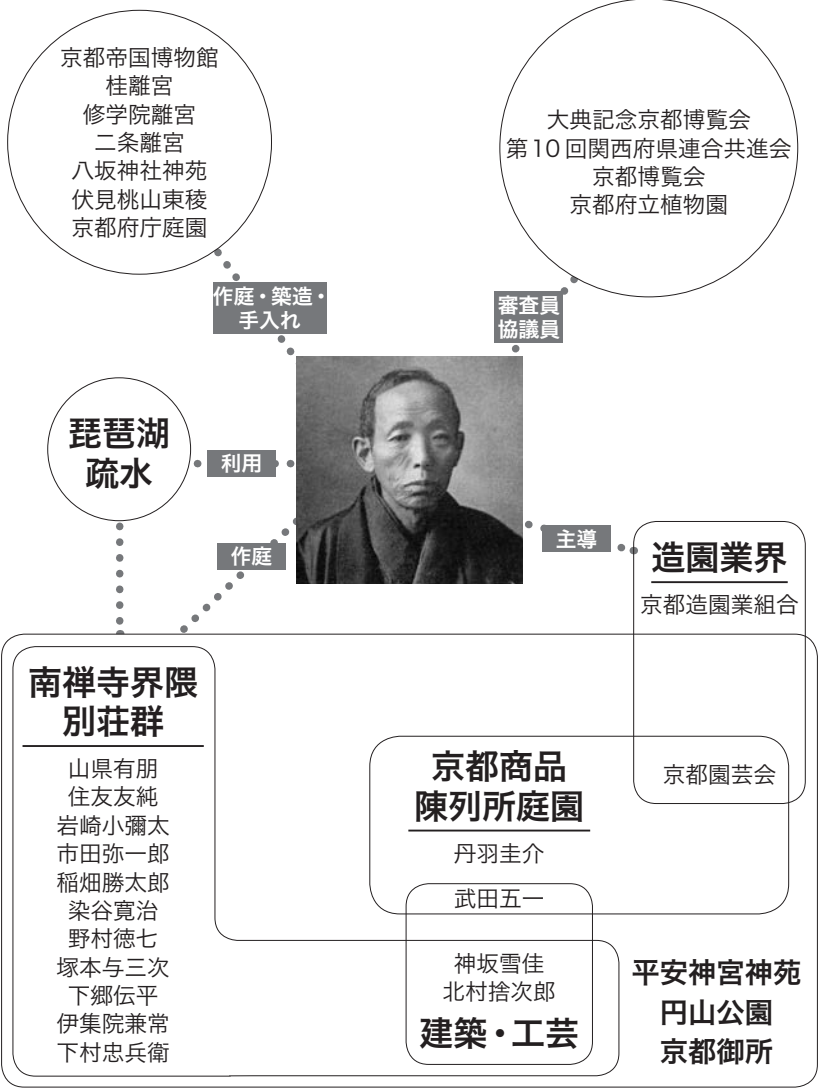 京都帝国博物館
桂離宮
修学院離宮
二条離宮
八坂神社神苑
伏見桃山東稜
京都府庁庭園
大典記念京都博覧会
第10回関西府県連合共進会
京都博覧会
京都府立植物園
作庭・築造・
手入れ
審査員
協議員
琵琶湖
疏水
利用
作庭
主導
造園業界
京都造園業組合
南禅寺界隈
別荘群
山県有朋
住友友純
岩崎小彌太
市田弥一郎
稲畑勝太郎
染谷寛治
野村徳七
塚本与三次
下郷伝平
伊集院兼常
下村忠兵衛
京都商品
陳列所庭園
丹羽圭介
京都園芸会
武田五一
神坂雪佳
北村捨次郎
建築・工芸
平安神宮神苑
円山公園
京都御所